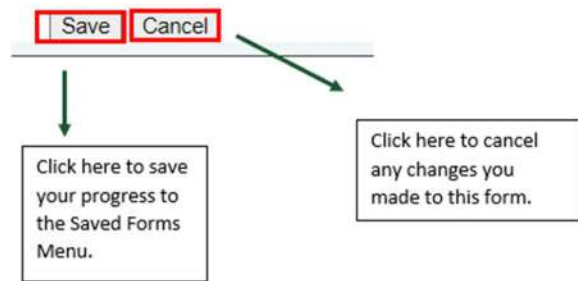 Save Cancel
Click here to save
your progress to
the Saved Forms
Menu.
Click here to cancel
any changes you
made to this form.